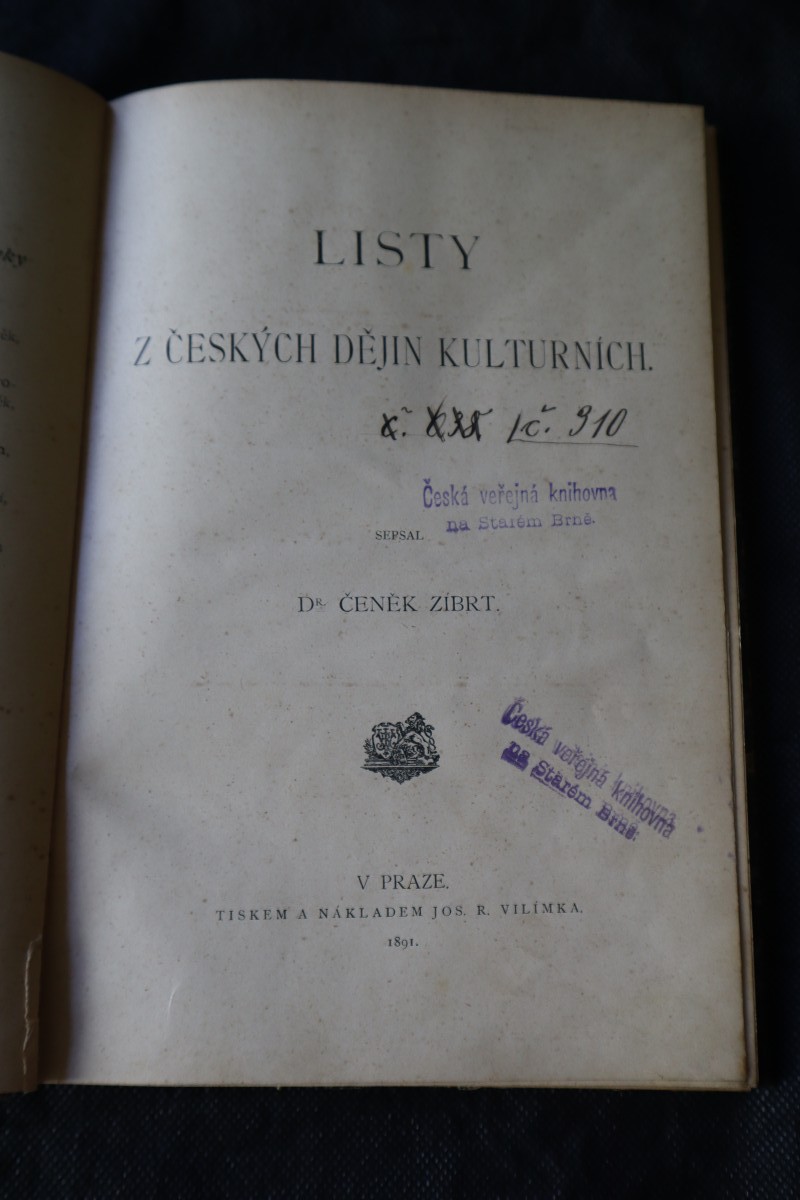 LISTY
Z ČESKÝCH DĚJIN KULTURNÍCH.
č. 910
Česká veřejná knihovna
na Starém Brně.
SEPSAL
DR. ČENĚK ZÍBRT.
Česká veřejná knihovna
na Starém Brně.
V PRAZE.
TISKEM A NÁKLADEM JOS. R. VILÍMKA.
1891.